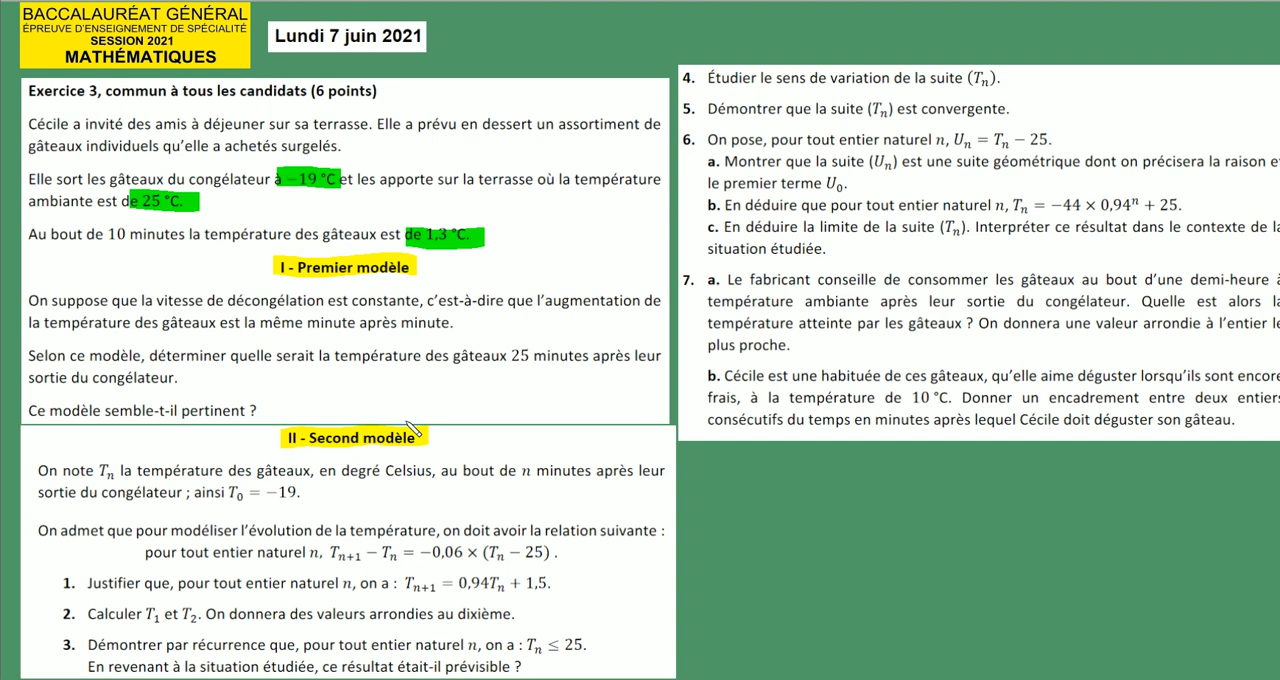 BACCALAURÉAT GÉNÉRAL
ÉPREUVE D'ENSEIGNEMENT DE SPÉCIALITÉ
SESSION 2021
MATHÉMATIQUES
Lundi 7 juin 2021
Exercice 3, commun à tous les candidats (6 points)
Cécile a invité des amis à déjeuner sur sa terrasse. Elle a prévu en dessert un assortiment de
gâteaux individuels qu'elle a achetés surgelés.
Elle sort les gâteaux du congélateur à −19 °C et les apporte sur la terrasse où la température
ambiante est de 25 °C.
Au bout de 10 minutes la température des gâteaux est de 1,3 °C.
I - Premier modèle
On suppose que la vitesse de décongélation est constante, c'est-à-dire que l'augmentation de
la température des gâteaux est la même minute après minute.
Selon ce modèle, déterminer quelle serait la température des gâteaux 25 minutes après leur
sortie du congélateur.
Ce modèle semble-t-il pertinent ?
II - Second modèle
On note Tₙ la température des gâteaux, en degré Celsius, au bout de n minutes après leur
sortie du congélateur ; ainsi T₀ = −19.
On admet que pour modéliser l'évolution de la température, on doit avoir la relation suivante :
pour tout entier naturel n, Tₙ₊₁ − Tₙ = −0,06 × (Tₙ − 25) .
1. Justifier que, pour tout entier naturel n, on a : Tₙ₊₁ = 0,94Tₙ + 1,5.
2. Calculer T₁ et T₂. On donnera des valeurs arrondies au dixième.
3. Démontrer par récurrence que, pour tout entier naturel n, on a : Tₙ ≤ 25.
En revenant à la situation étudiée, ce résultat était-il prévisible ?
4. Étudier le sens de variation de la suite (Tₙ).
5. Démontrer que la suite (Tₙ) est convergente.
6. On pose, pour tout entier naturel n, Uₙ = Tₙ − 25.
a. Montrer que la suite (Uₙ) est une suite géométrique dont on précisera la raison e
le premier terme U₀.
b. En déduire que pour tout entier naturel n, Tₙ = −44 × 0,94ⁿ + 25.
c. En déduire la limite de la suite (Tₙ). Interpréter ce résultat dans le contexte de la
situation étudiée.
7. a. Le fabricant conseille de consommer les gâteaux au bout d'une demi-heure à
température ambiante après leur sortie du congélateur. Quelle est alors la
température atteinte par les gâteaux ? On donnera une valeur arrondie à l'entier le
plus proche.
b. Cécile est une habituée de ces gâteaux, qu'elle aime déguster lorsqu'ils sont encore
frais, à la température de 10 °C. Donner un encadrement entre deux entiers
consécutifs du temps en minutes après lequel Cécile doit déguster son gâteau.